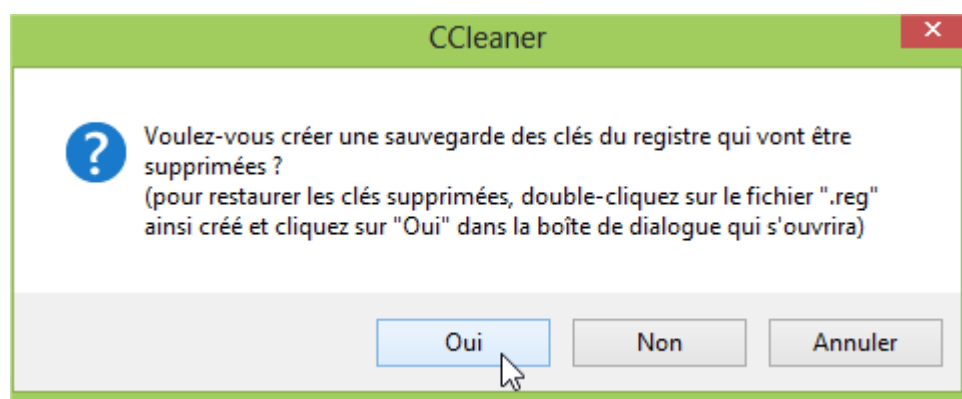 CCleaner
Voulez-vous créer une sauvegarde des clés du registre qui vont être
supprimées ?
(pour restaurer les clés supprimées, double-cliquez sur le fichier ".reg"
ainsi créé et cliquez sur "Oui" dans la boîte de dialogue qui s'ouvrira)
Oui Non Annuler